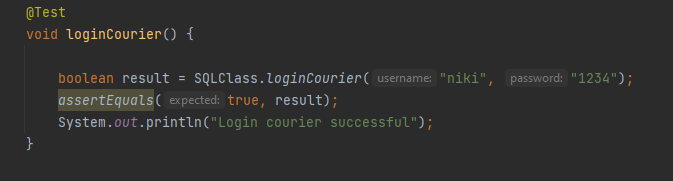 @Test
void loginCourier() {
boolean result = SQLClass.loginCourier( username: "niki", password: "1234");
assertEquals( expected: true, result);
System.out.println("Login courier successful");
}